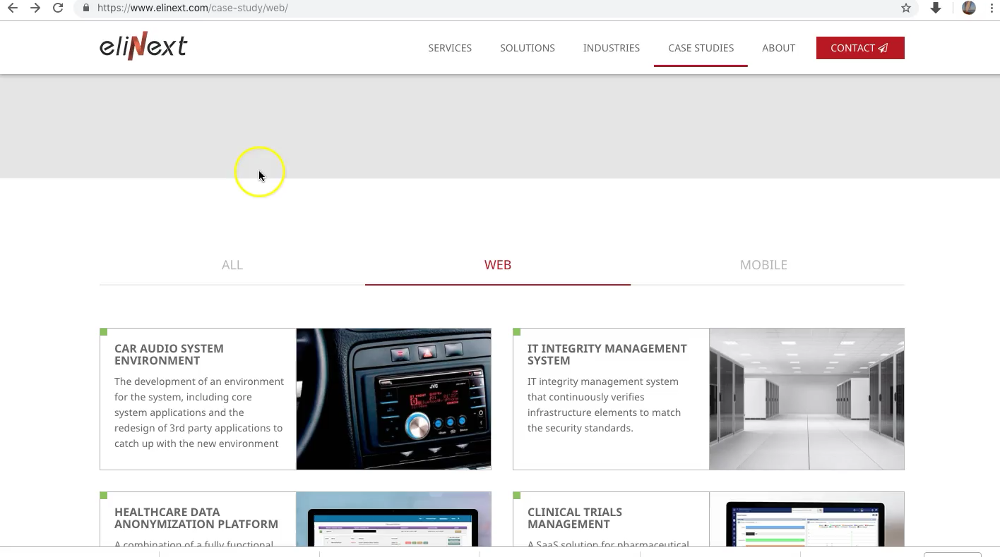 https://www.elinext.com/case-study/web/
eliNext
SERVICES
SOLUTIONS
INDUSTRIES
CASE STUDIES
ABOUT
CONTACT
ALL
WEB
MOBILE
CAR AUDIO SYSTEM
ENVIRONMENT
The development of an environment
for the system, including core
system applications and the
redesign of 3rd party applications to
catch up with the new environment
JVC
IT INTEGRITY MANAGEMENT
SYSTEM
IT integrity management system
that continuously verifies
infrastructure elements to match
the security standards.
HEALTHCARE DATA
ANONYMIZATION PLATFORM
A combination of a fully functional
CLINICAL TRIALS
MANAGEMENT
A SaaS solution for pharmaceutical